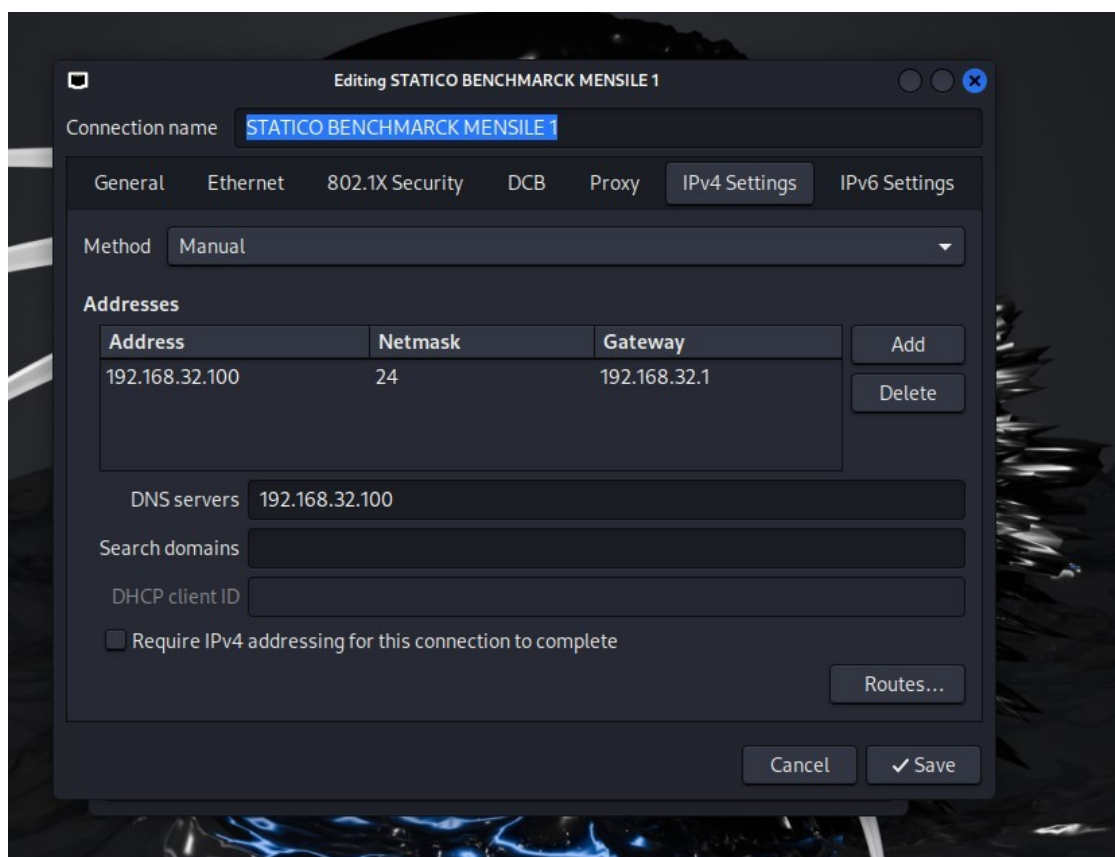 Editing STATICO BENCHMARCK MENSILE 1
Connection name STATICO BENCHMARCK MENSILE 1
General Ethernet 802.1X Security DCB Proxy IPv4 Settings IPv6 Settings
Method Manual
Addresses
Address Netmask Gateway
Add
192.168.32.100 24 192.168.32.1
Delete
DNS servers 192.168.32.100
Search domains
DHCP client ID
Require IPv4 addressing for this connection to complete
Routes...
Cancel Save